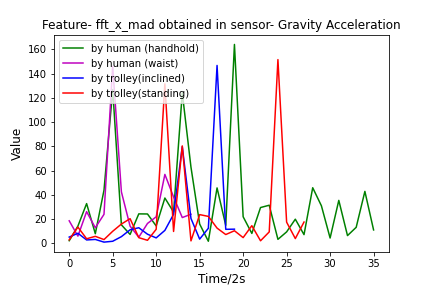 Feature- fft_x_mad obtained in sensor- Gravity Acceleration
by human (handhold)
by human (waist)
by trolley(inclined)
by trolley(standing)
160
140
120
100
80
60
40
20
0
Value
0 5 10 15 20 25 30 35
Time/2s